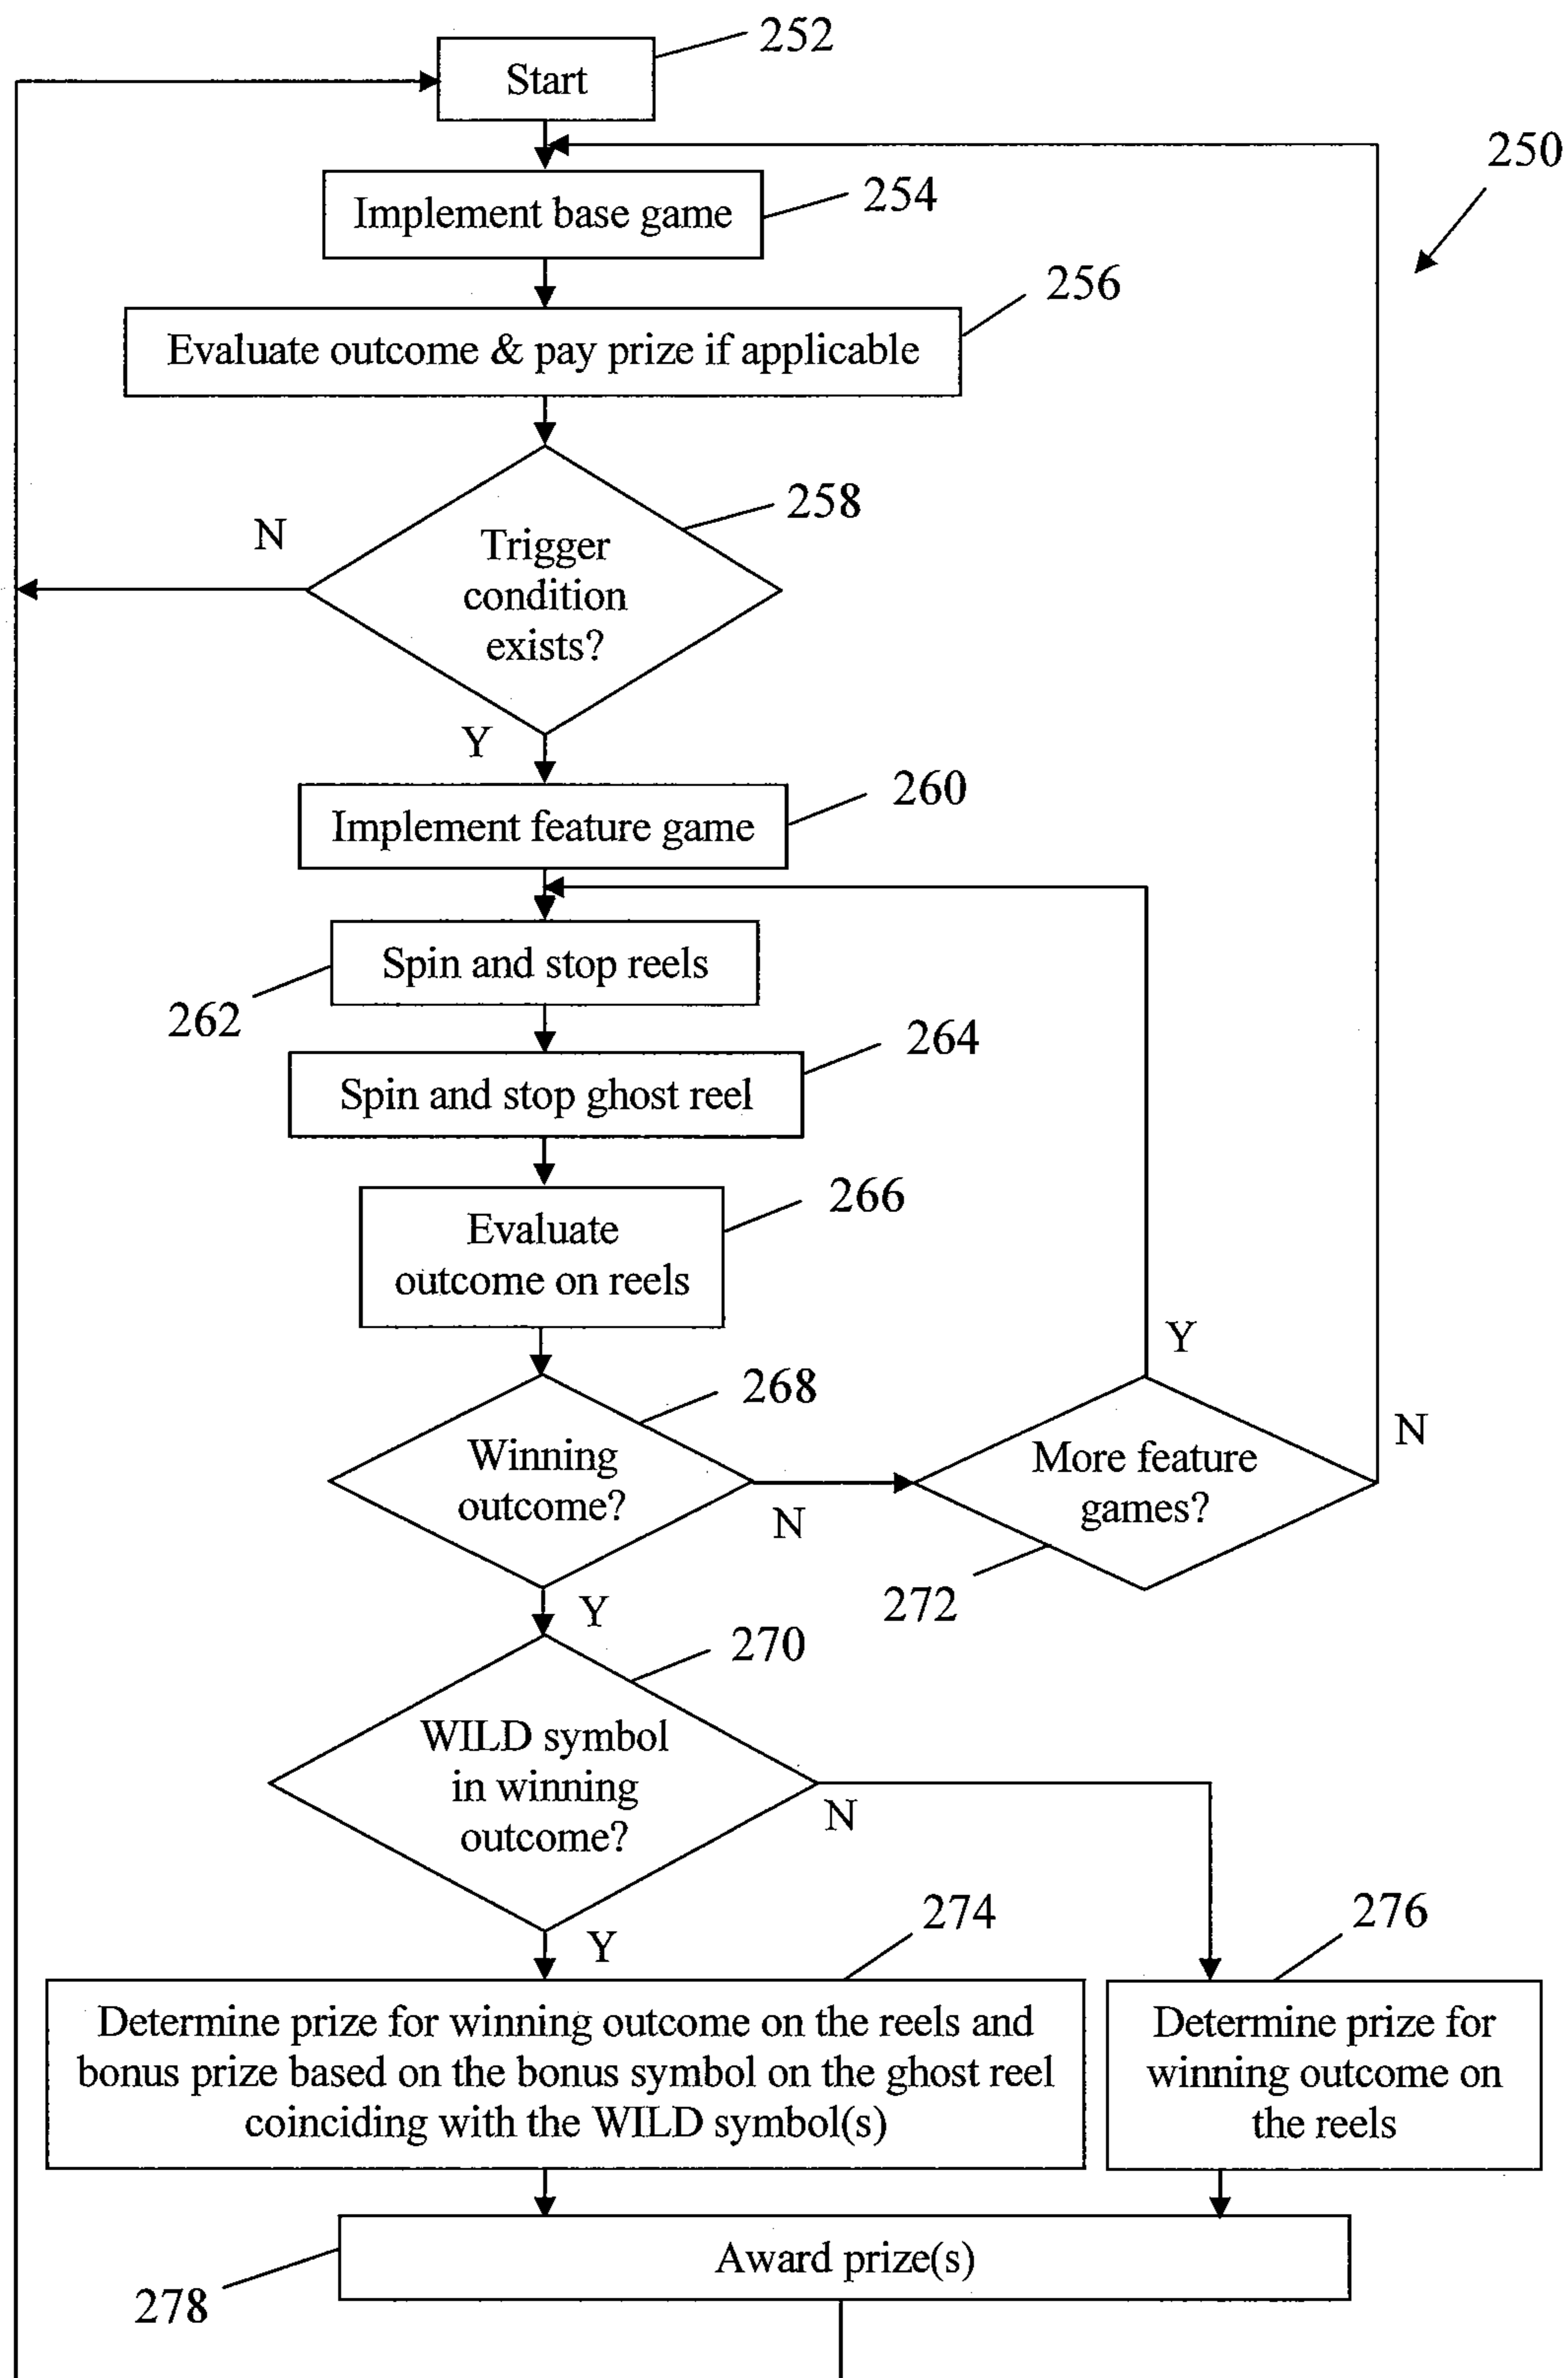 252
Start
250
254
Implement base game
256
Evaluate outcome & pay prize if applicable
258
N
Trigger
condition
exists?
Y
260
Implement feature game
Spin and stop reels
262
264
Spin and stop ghost reel
266
Evaluate
outcome on reels
Y
268
N
Winning
outcome?
More feature
games?
N
272
Y
270
WILD symbol
in winning
outcome?
N
274
276
Y
Determine prize for winning outcome on the reels and
bonus prize based on the bonus symbol on the ghost reel
coinciding with the WILD symbol(s)
Determine prize for
winning outcome on
the reels
Award prize(s)
278